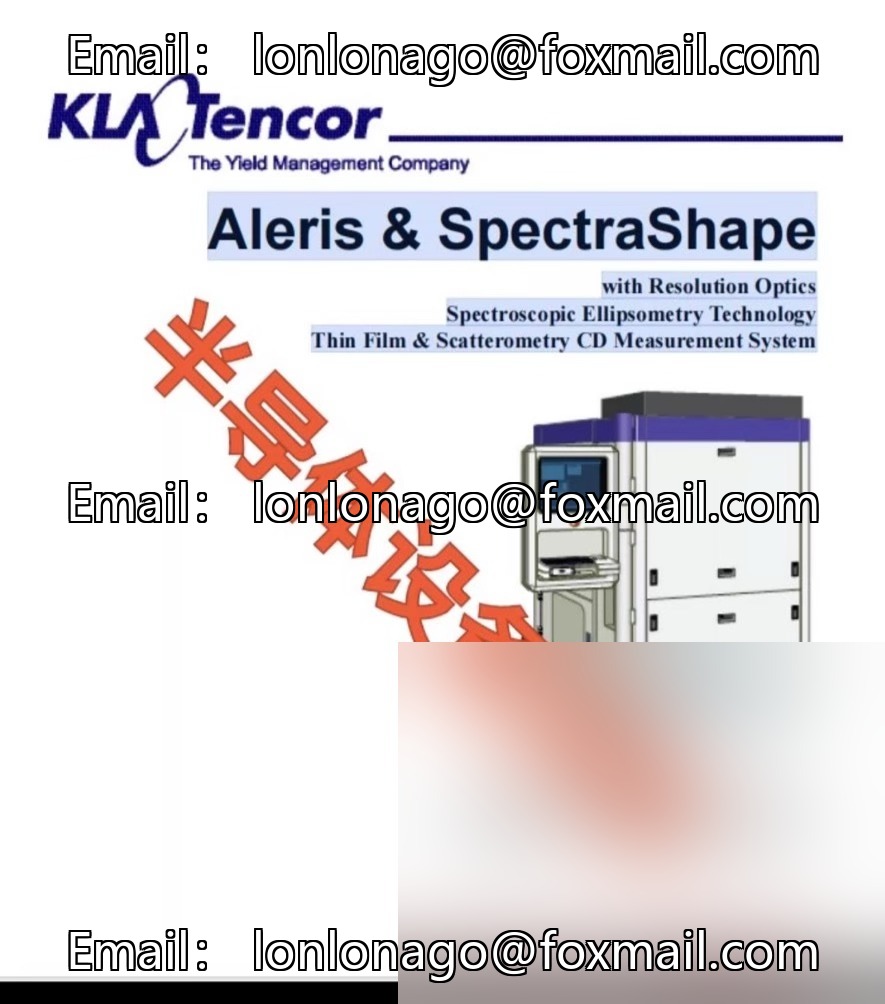 Email： lonlonago@foxmail.com
KLA Tencor
The Yield Management Company
Aleris & SpectraShape
with Resolution Optics
Spectroscopic Ellipsometry Technology
Thin Film & Scatterometry CD Measurement System
半导体设备
Email： lonlonago@foxmail.com
Email： lonlonago@foxmail.com